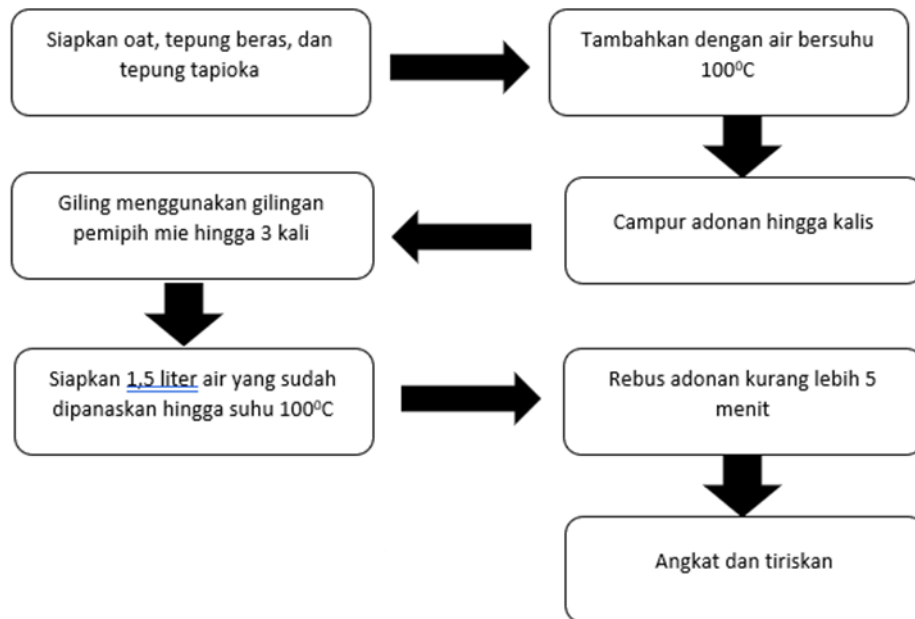 Siapkan oat, tepung beras, dan
tepung tapioka
Tambahkan dengan air bersuhu
100⁰C
Campur adonan hingga kalis
Giling menggunakan gilingan
pemipih mie hingga 3 kali
Siapkan 1,5 liter air yang sudah
dipanaskan hingga suhu 100⁰C
Rebus adonan kurang lebih 5
menit
Angkat dan tiriskan